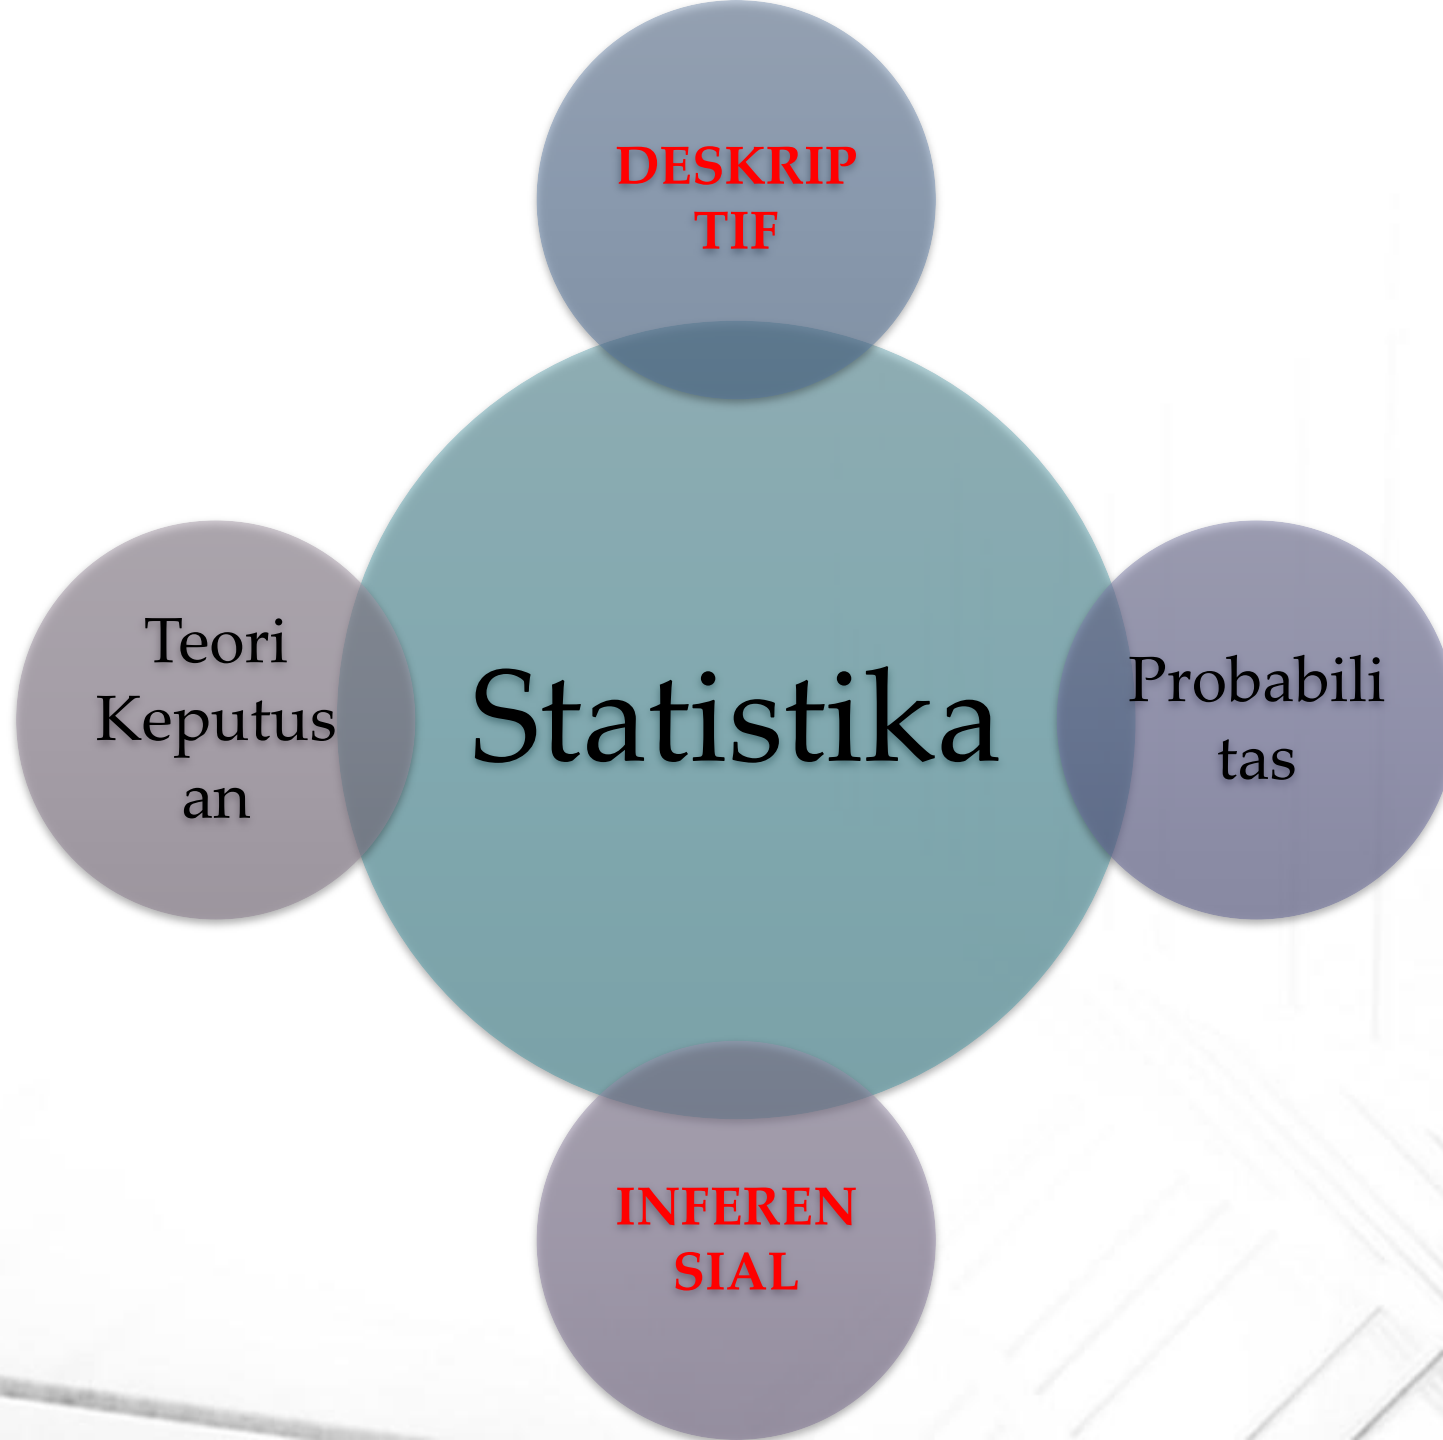 DESKRIP
TIF
Teori
Keputus
an
Statistika
Probabili
tas
INFEREN
SIAL